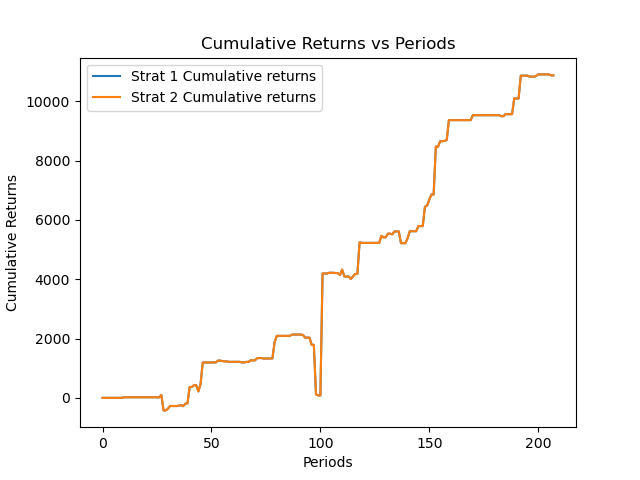 Cumulative Returns vs Periods
Strat 1 Cumulative returns
Strat 2 Cumulative returns
Cumulative Returns
10000
8000
6000
4000
2000
0
0 50 100 150 200
Periods